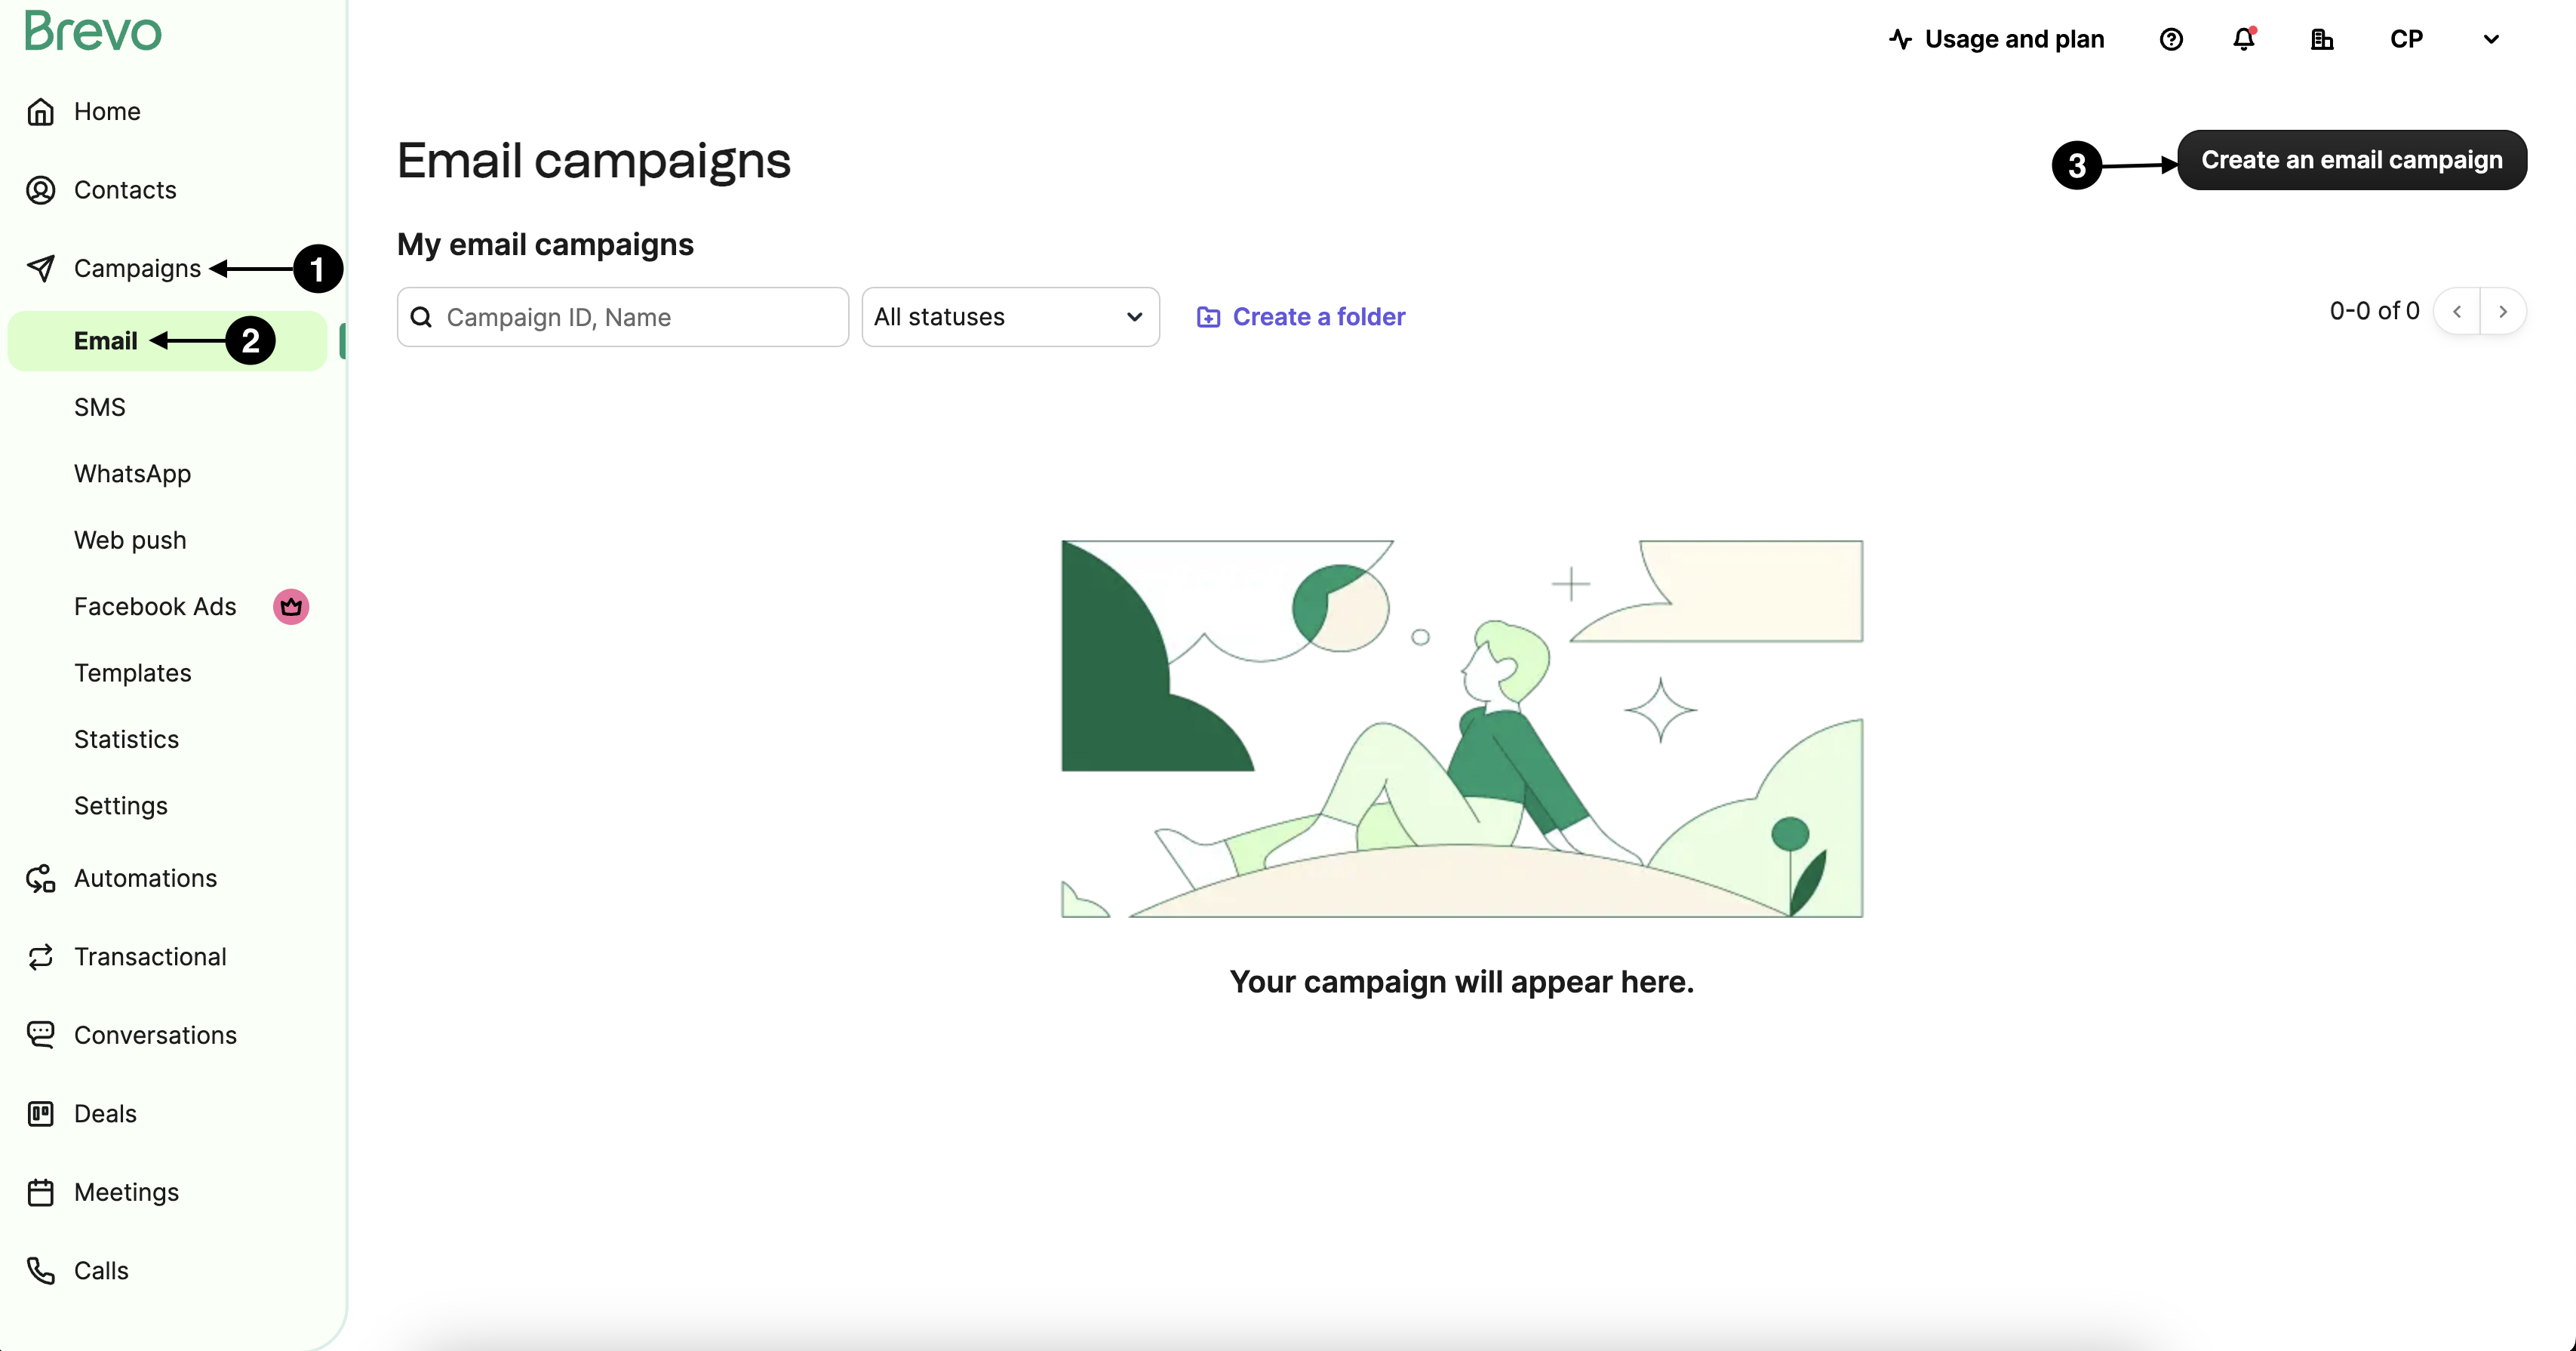 Brevo
Home
Contacts
Campaigns
1
Email
2
SMS
WhatsApp
Web push
Facebook Ads
Templates
Statistics
Settings
Automations
Transactional
Conversations
Deals
Meetings
Calls
Usage and plan
CP
Email campaigns
3
Create an email campaign
My email campaigns
Campaign ID, Name
All statuses
Create a folder
0-0 of 0
Your campaign will appear here.